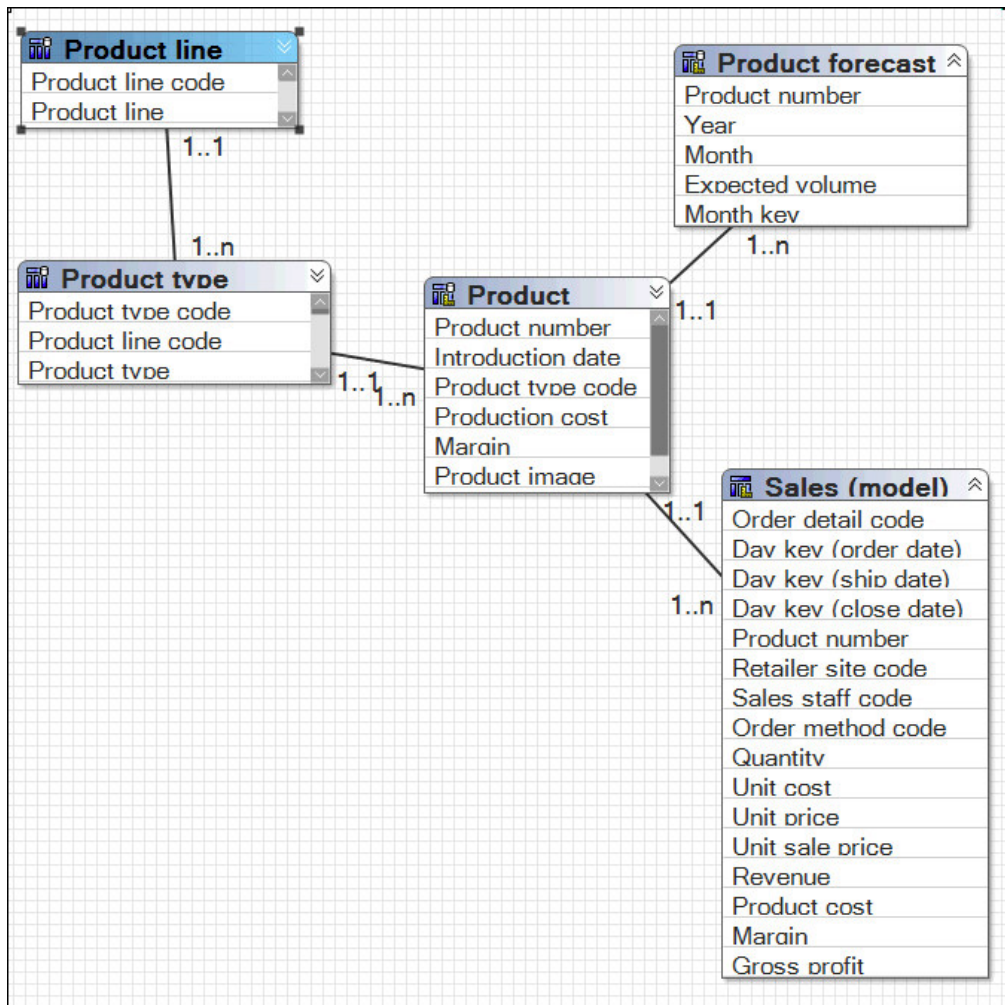 Product line
Product line code
Product line
1..1
1..n
Product type
Product type code
Product line code
Product type
1..1
1..n
Product
Product number
Introduction date
Product type code
Production cost
Margin
Product image
1..1
1..n
Product forecast
Product number
Year
Month
Expected volume
Month key
1..1
1..n
Sales (model)
Order detail code
Day key (order date)
Day key (ship date)
Day key (close date)
Product number
Retailer site code
Sales staff code
Order method code
Quantity
Unit cost
Unit price
Unit sale price
Revenue
Product cost
Margin
Gross profit